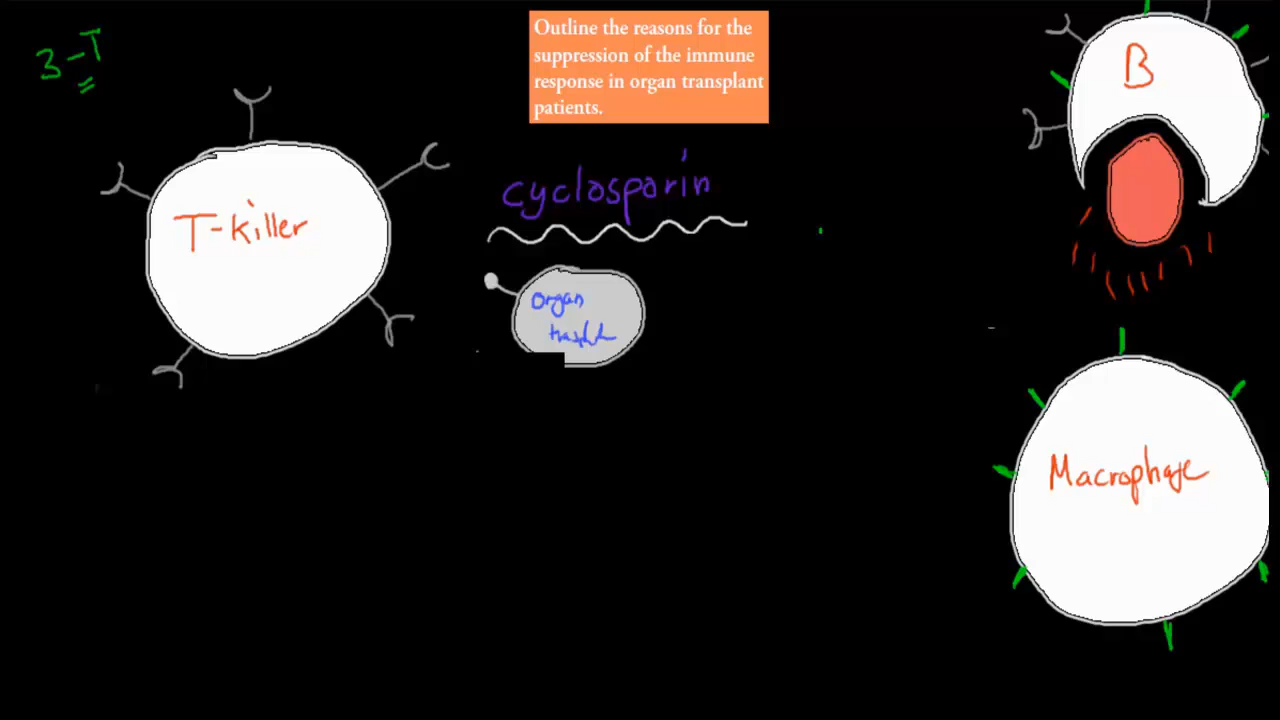 3-T
Outline the reasons for the
suppression of the immune
response in organ transplant
patients.
B
cyclosporin
T-killer
organ
Macrophage